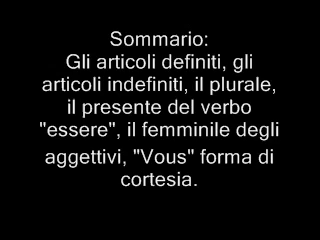 Sommario:
Gli articoli definiti, gli
articoli indefiniti, il plurale,
il presente del verbo
"essere", il femminile degli
aggettivi, "Vous" forma di
cortesia.